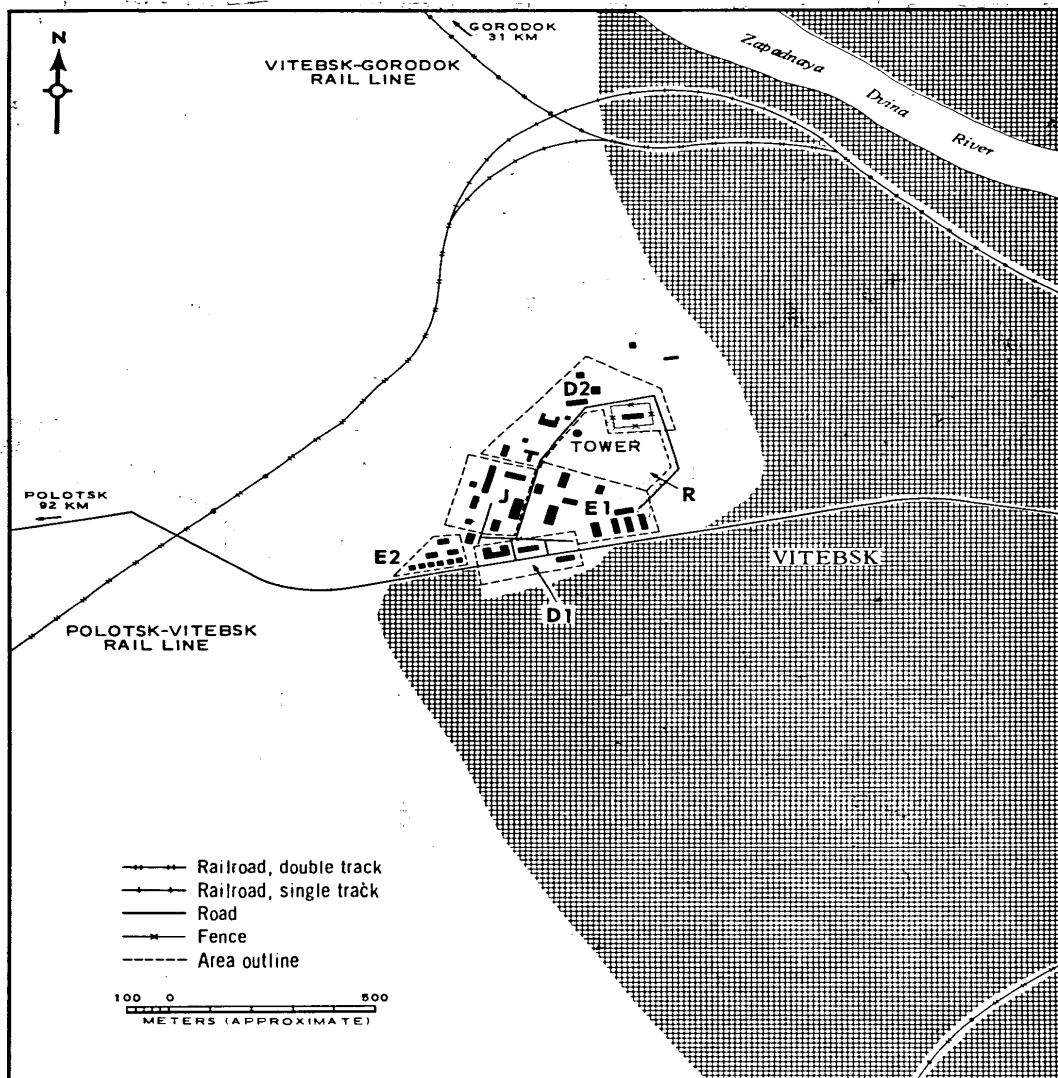 GORODOK
31 KM
N
VITEBSK-GORODOK
RAIL LINE
Zapadnaya
Dvina
River
D2
TOWER
J
R
POLOTSK
92 KM
E1
E2
VITEBSK
D1
POLOTSK-VITEBSK
RAIL LINE
Railroad, double track
Railroad, single track
Road
Fence
Area outline
100 0 500
METERS (APPROXIMATE)